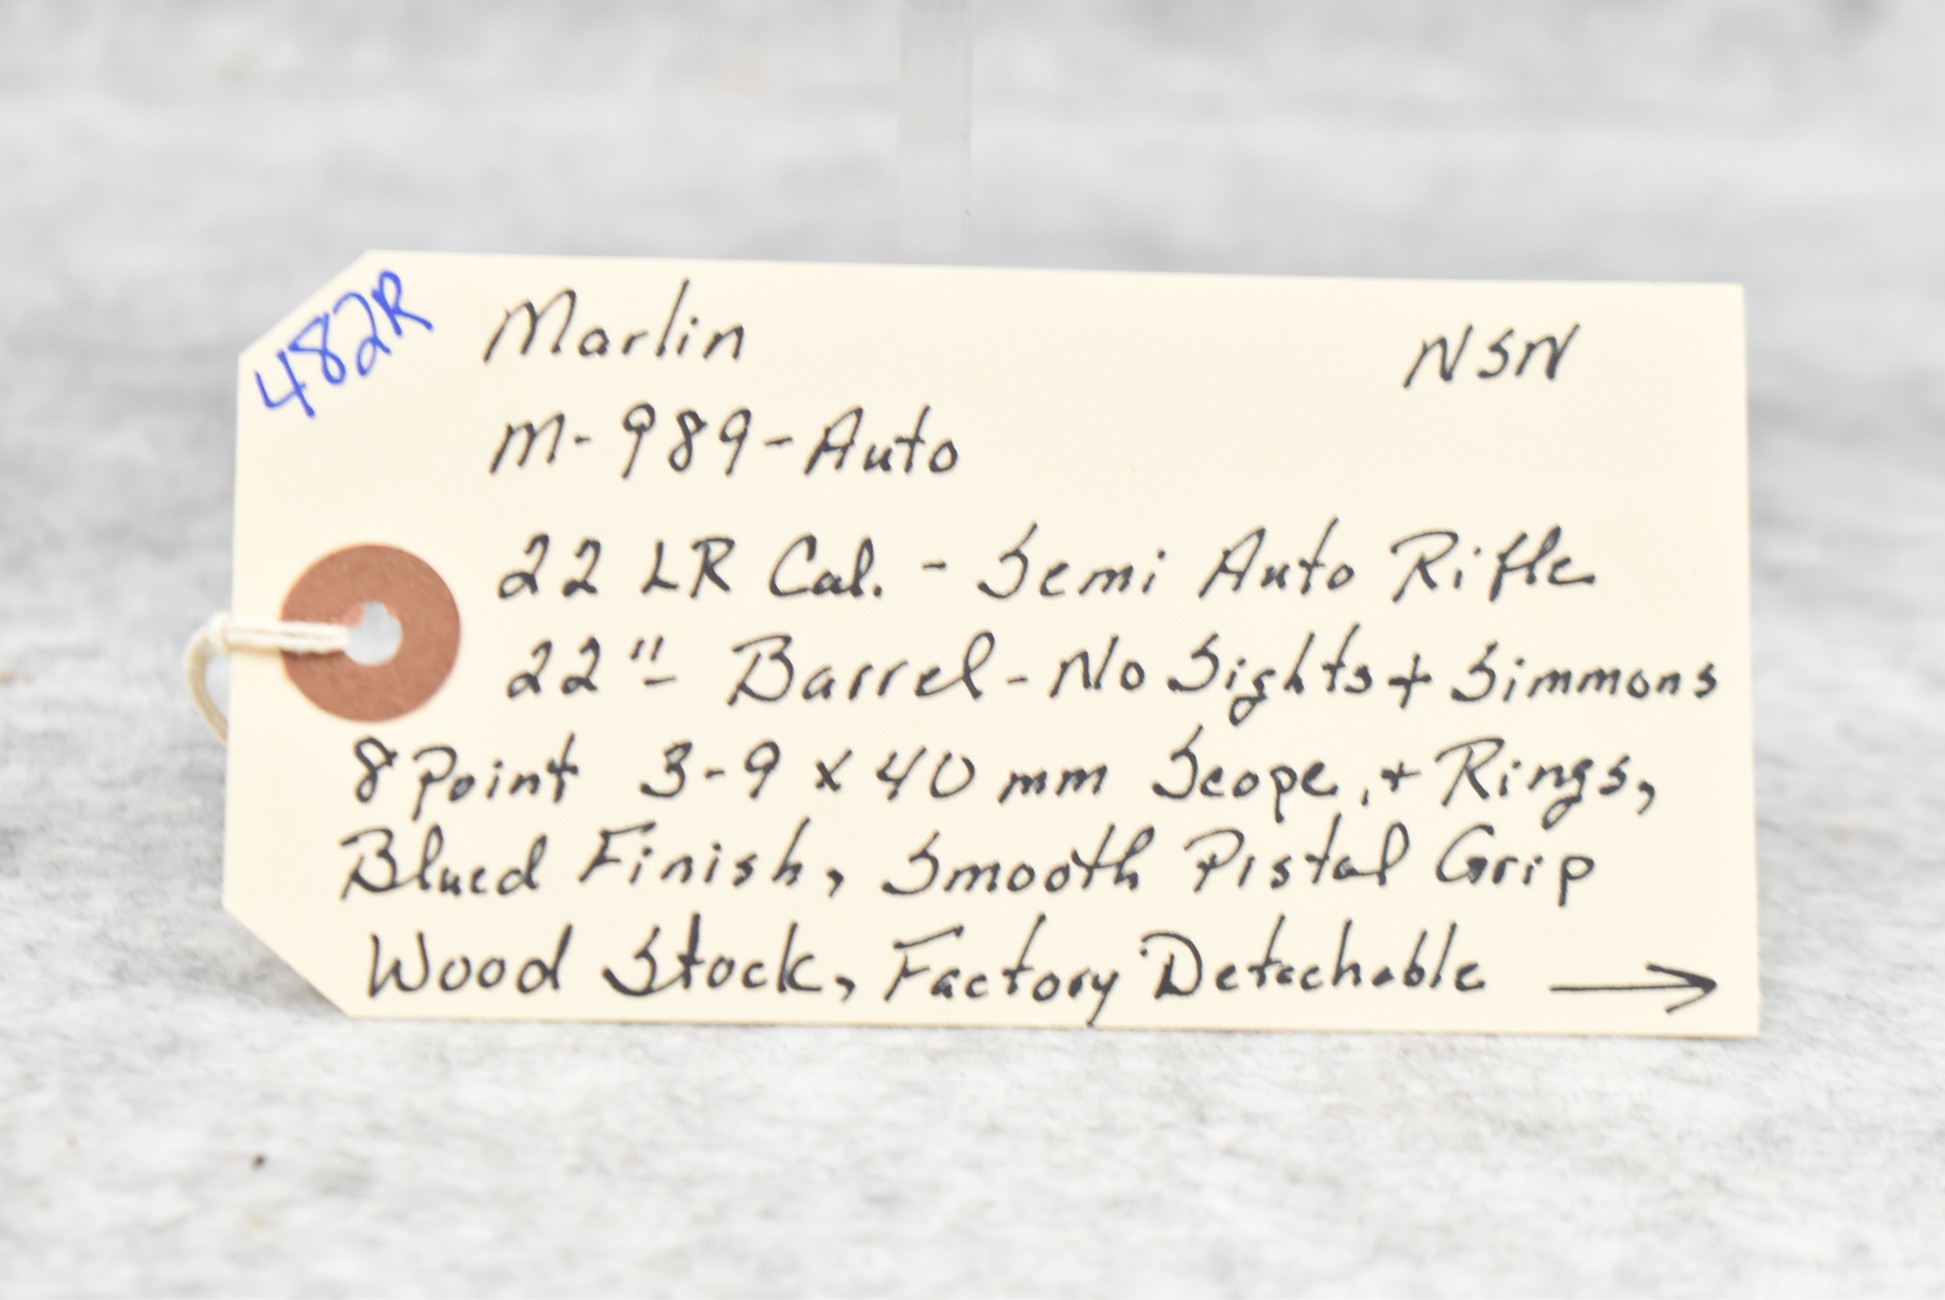 482R
Marlin NSN
M-989-Auto
22 LR Cal. - Semi Auto Rifle
22"- Barrel - No Sights + Simmons
8 Point 3-9 x 40 mm Scope, + Rings,
Blued Finish, Smooth Pistal Grip
Wood Stock, Factory Detachable →